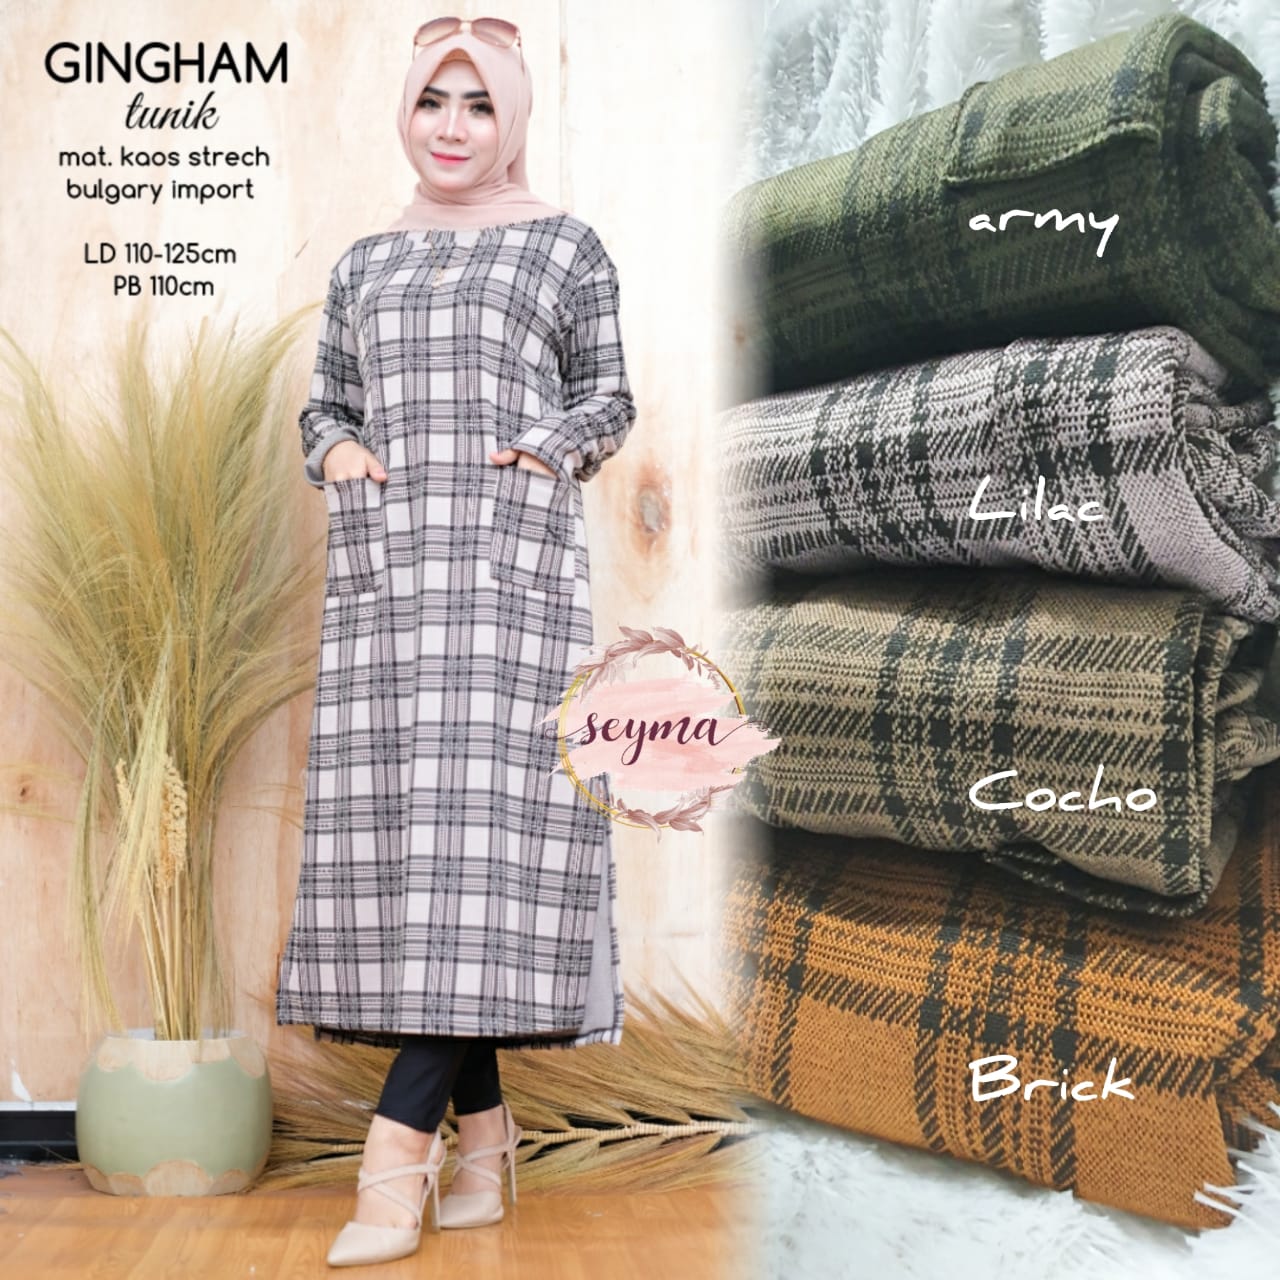 GINGHAM
tunik
mat. kaos strech
bulgary import
LD 110-125cm
PB 110cm
army
Lilac
seyma
Cocho
Brick